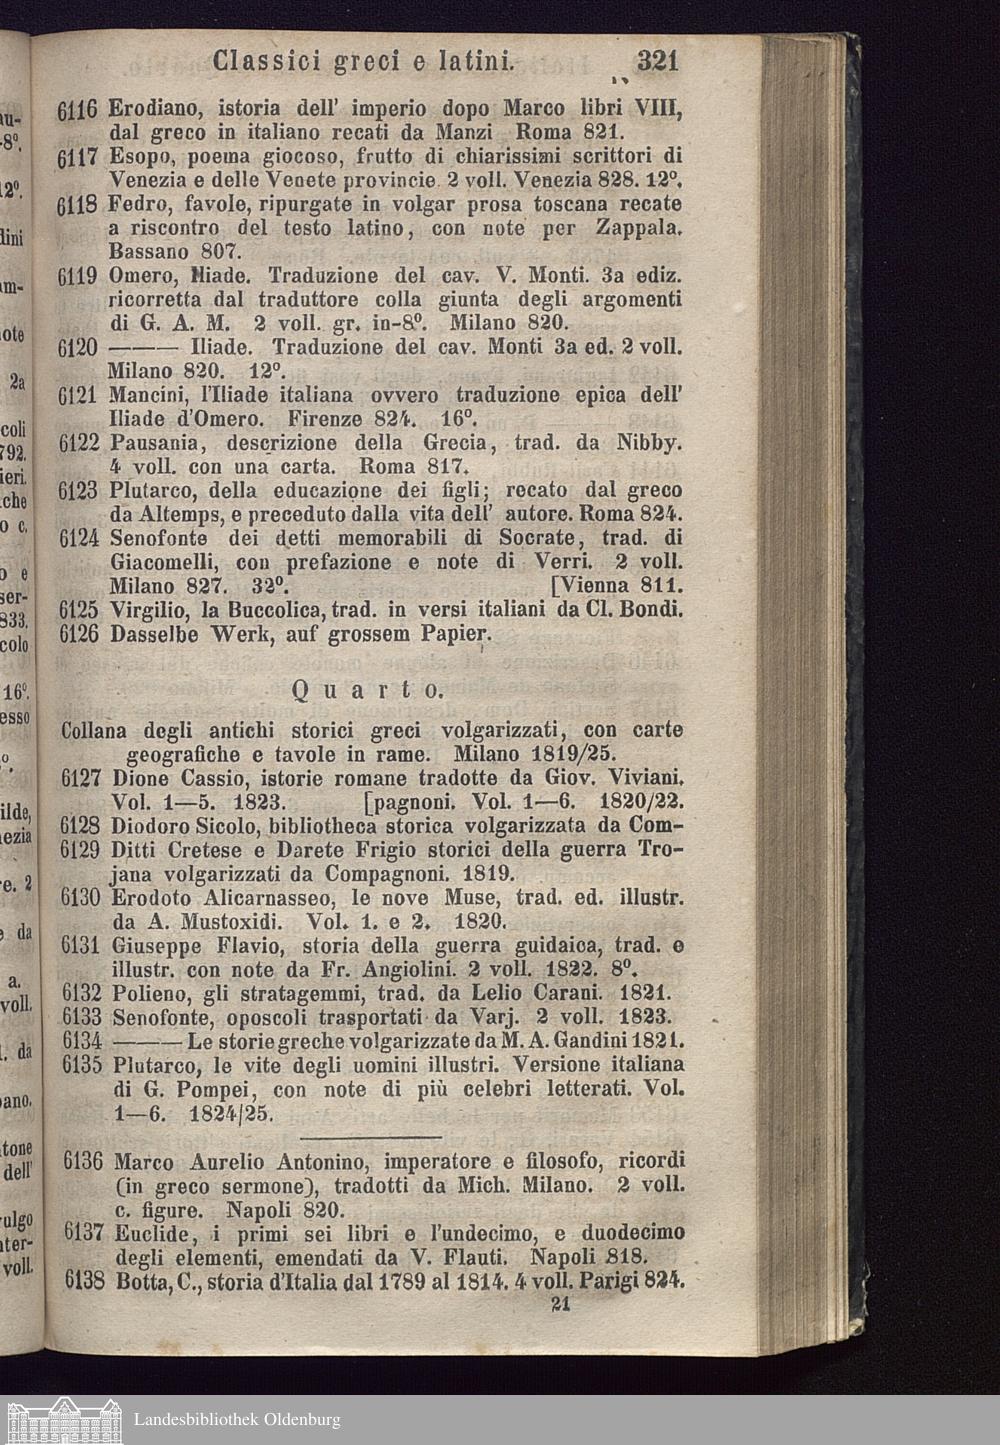 Classici greci e latini. 321
6116 Erodiano, istoria dell' imperio dopo Marco libri VIII,
dal greco in italiano recati da Manzi Roma 821.
6117 Esopo, poema giocoso, frutto di chiarissimi scrittori di
Venezia e delle Venete provincie. 2 voll. Venezia 828. 12⁰.
6118 Fedro, favole, ripurgate in volgar prosa toscana recate
a riscontro del testo latino, con note per Zappala.
Bassano 807.
6119 Omero, Iliade. Traduzione del cav. V. Monti. 3a ediz.
ricorretta dal traduttore colla giunta degli argomenti
di G. A. M. 2 voll. gr. in-8⁰. Milano 820.
6120 ——— Iliade. Traduzione del cav. Monti 3a ed. 2 voll.
Milano 820. 12⁰.
6121 Mancini, l'Iliade italiana ovvero traduzione epica dell'
Iliade d'Omero. Firenze 824. 16⁰.
6122 Pausania, descrizione della Grecia, trad. da Nibby.
4 voll. con una carta. Roma 817.
6123 Plutarco, della educazione dei figli; recato dal greco
da Altemps, e preceduto dalla vita dell' autore. Roma 824.
6124 Senofonte dei detti memorabili di Socrate, trad. di
Giacomelli, con prefazione e note di Verri. 2 voll.
Milano 827. 32⁰. [Vienna 811.
6125 Virgilio, la Buccolica, trad. in versi italiani da Cl. Bondi.
6126 Dasselbe Werk, auf grossem Papier.
Quarto.
Collana degli antichi storici greci volgarizzati, con carte
geografiche e tavole in rame. Milano 1819/25.
6127 Dione Cassio, istorie romane tradotte da Giov. Viviani.
Vol. 1—5. 1823. [pagnoni. Vol. 1—6. 1820/22.
6128 Diodoro Sicolo, bibliotheca storica volgarizzata da Com-
6129 Ditti Cretese e Darete Frigio storici della guerra Tro-
jana volgarizzati da Compagnoni. 1819.
6130 Erodoto Alicarnasseo, le nove Muse, trad. ed. illustr.
da A. Mustoxidi. Vol. 1. e 2. 1820.
6131 Giuseppe Flavio, storia della guerra guidaica, trad. e
illustr. con note da Fr. Angiolini. 2 voll. 1822. 8⁰.
6132 Polieno, gli stratagemmi, trad. da Lelio Carani. 1821.
6133 Senofonte, oposcoli trasportati da Varj. 2 voll. 1823.
6134 ——— Le storie greche volgarizzate da M. A. Gandini 1821.
6135 Plutarco, le vite degli uomini illustri. Versione italiana
di G. Pompei, con note di più celebri letterati. Vol.
1—6. 1824/25.
6136 Marco Aurelio Antonino, imperatore e filosofo, ricordi
(in greco sermone), tradotti da Mich. Milano. 2 voll.
c. figure. Napoli 820.
6137 Euclide, i primi sei libri e l'undecimo, e duodecimo
degli elementi, emendati da V. Flauti. Napoli 818.
6138 Botta, C., storia d'Italia dal 1789 al 1814. 4 voll. Parigi 824.
21
Landesbibliothek Oldenburg